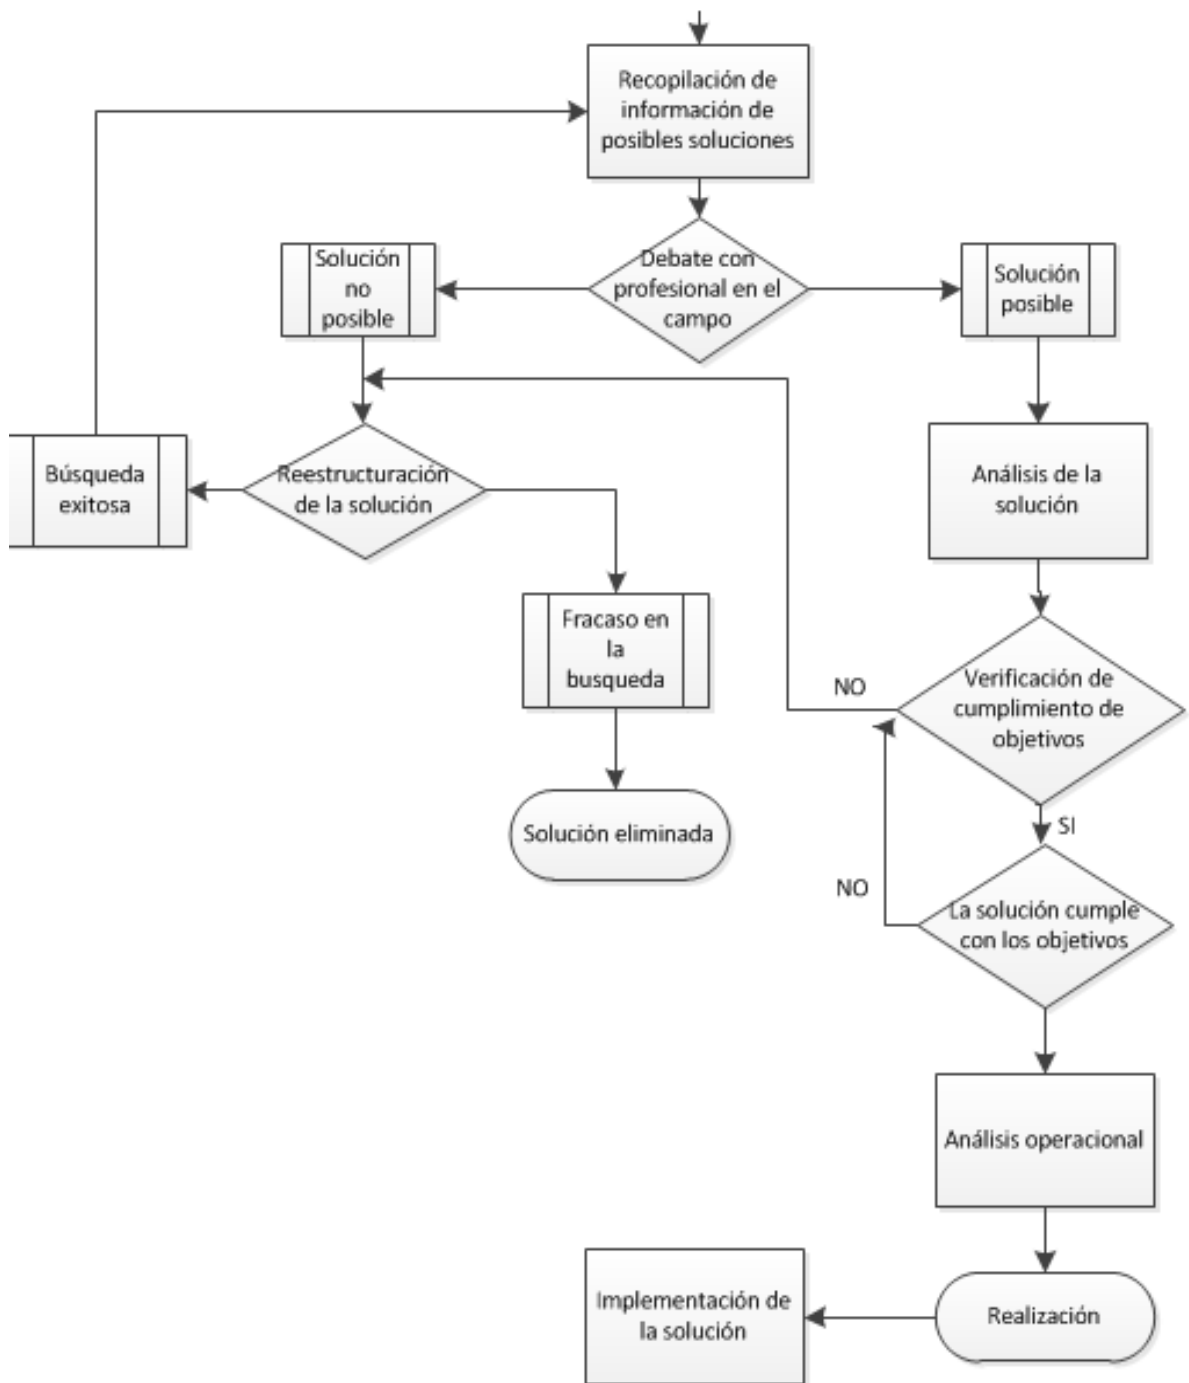 Recopilación de
información de
posibles soluciones
Solución
no
posible
Debate con
profesional en el
campo
Solución
posible
Búsqueda
exitosa
Reestructuración
de la solución
Análisis de la
solución
Fracaso en
la
busqueda
NO
Verificación de
cumplimiento de
objetivos
Solución eliminada
SI
NO
La solución cumple
con los objetivos
Análisis operacional
Implementación de
la solución
Realización